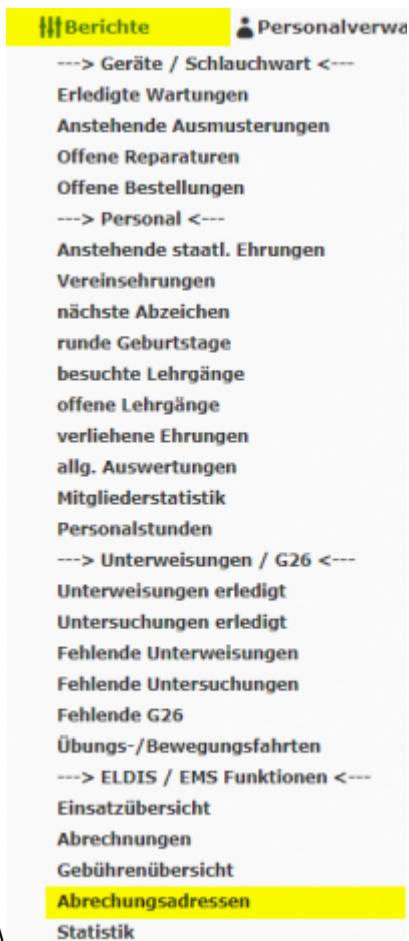 Berichte Personalverwa
---> Geräte / Schlauchwart <---
Erledigte Wartungen
Anstehende Ausmusterungen
Offene Reparaturen
Offene Bestellungen
---> Personal <---
Anstehende staatl. Ehrungen
Vereinsehrungen
nächste Abzeichen
runde Geburtstage
besuchte Lehrgänge
offene Lehrgänge
verliehene Ehrungen
allg. Auswertungen
Mitgliederstatistik
Personalstunden
---> Unterweisungen / G26 <---
Unterweisungen erledigt
Untersuchungen erledigt
Fehlende Unterweisungen
Fehlende Untersuchungen
Fehlende G26
Übungs-/Bewegungsfahrten
---> ELDIS / EMS Funktionen <---
Einsatzübersicht
Abrechnungen
Gebührenübersicht
Abrechungsadressen
Statistik